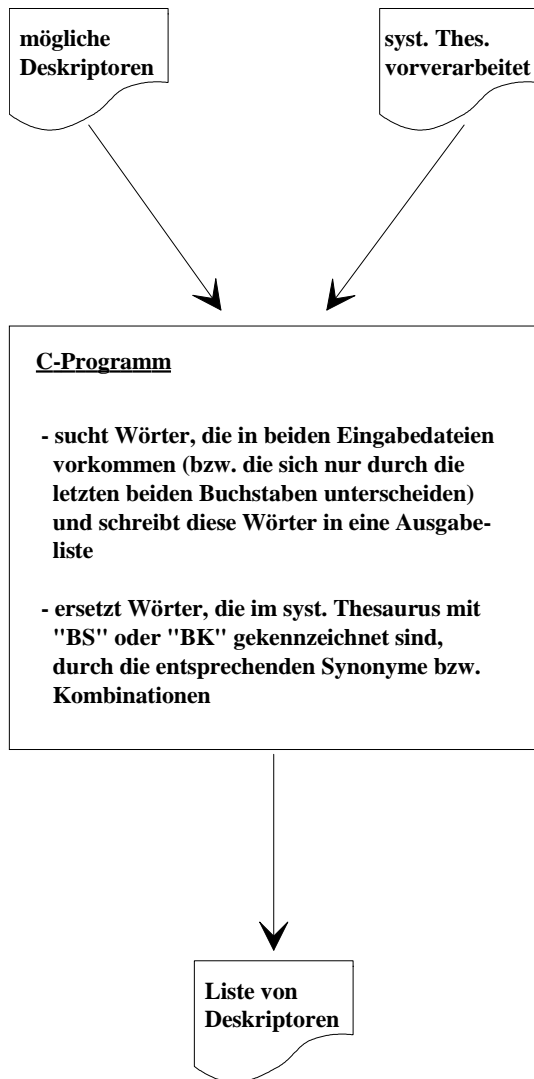 mögliche
Deskriptoren
syst. Thes.
vorverarbeitet
C-Programm
- sucht Wörter, die in beiden Eingabedateien
vorkommen (bzw. die sich nur durch die
letzten beiden Buchstaben unterscheiden)
und schreibt diese Wörter in eine Ausgabe-
liste
- ersetzt Wörter, die im syst. Thesaurus mit
"BS" oder "BK" gekennzeichnet sind,
durch die entsprechenden Synonyme bzw.
Kombinationen
Liste von
Deskriptoren